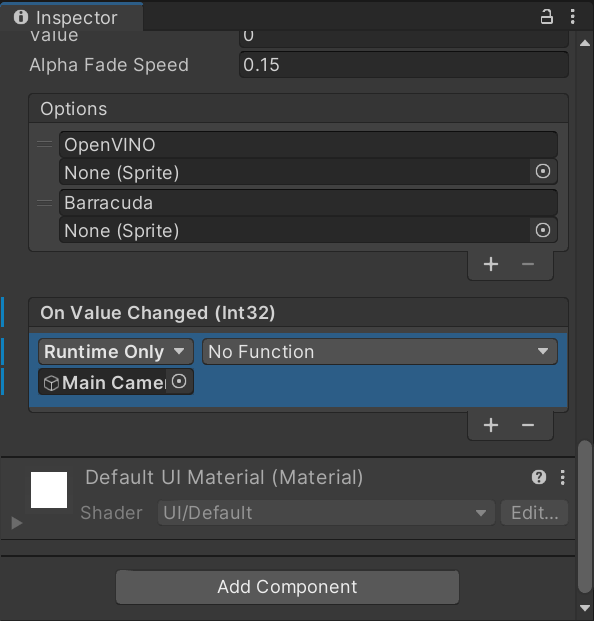 Inspector
Value 0
Alpha Fade Speed 0.15
Options
OpenVINO
None (Sprite)
Barracuda
None (Sprite)
On Value Changed (Int32)
Runtime Only No Function
Main Came
Default UI Material (Material)
Shader UI/Default Edit...
Add Component